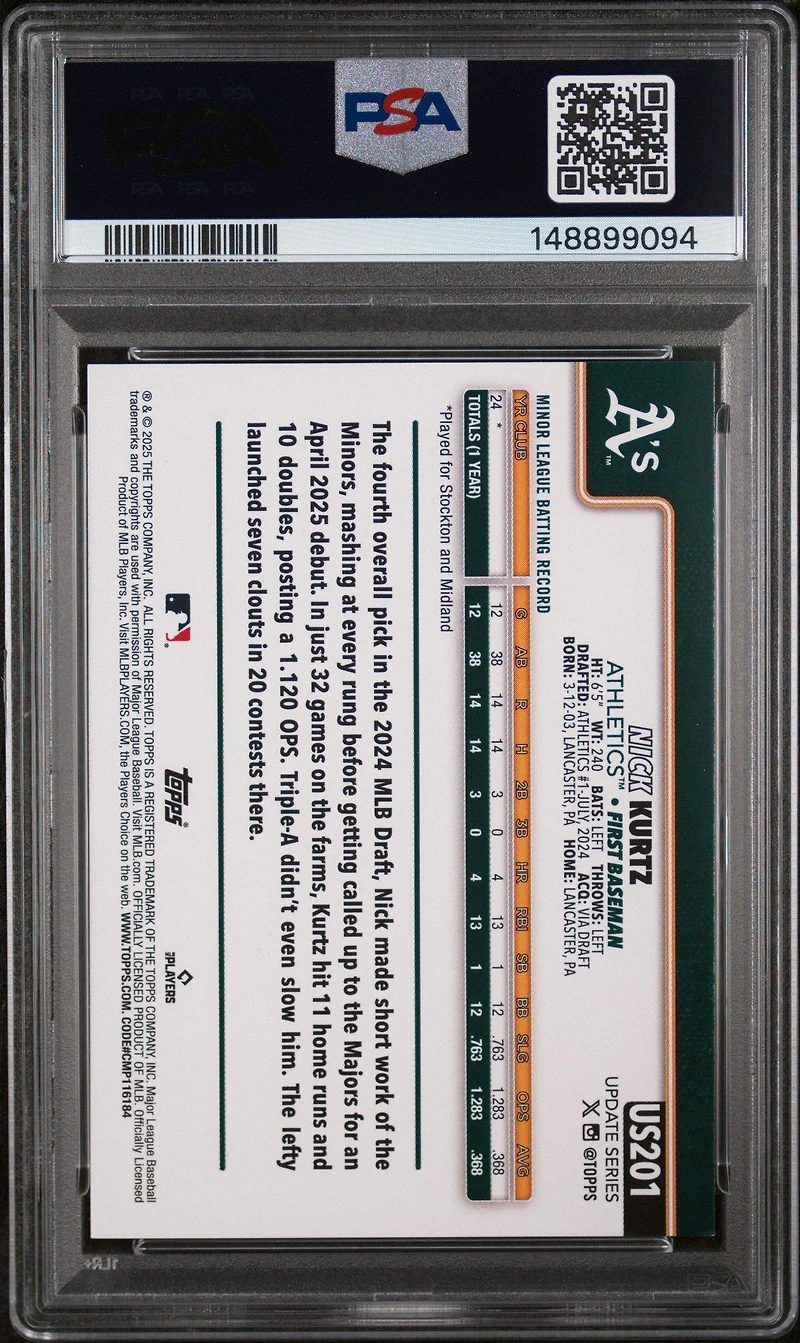 PSA
148899094
A's™
US201
UPDATE SERIES
X @TOPPS
NICK KURTZ
ATHLETICS™ • FIRST BASEMAN
HT: 6'5" WT: 240 BATS: LEFT THROWS: LEFT
DRAFTED: ATHLETICS #1-JULY 2024 ACQ: VIA DRAFT
BORN: 3-12-03, LANCASTER, PA HOME: LANCASTER, PA
MINOR LEAGUE BATTING RECORD
YR CLUB G AB R H 2B 3B HR RBI SB BB SLG OPS AVG
24 * 12 38 14 14 3 0 4 13 1 12 .763 1.283 .368
TOTALS (1 YEAR) 12 38 14 14 3 0 4 13 1 12 .763 1.283 .368
*Played for Stockton and Midland
The fourth overall pick in the 2024 MLB Draft, Nick made short work of the
Minors, mashing at every rung before getting called up to the Majors for an
April 2025 debut. In just 32 games on the farms, Kurtz hit 11 home runs and
10 doubles, posting a 1.120 OPS. Triple-A didn't even slow him. The lefty
launched seven clouts in 20 contests there.
topps®
PLAYERS
® & © 2025 THE TOPPS COMPANY, INC. ALL RIGHTS RESERVED. TOPPS IS A REGISTERED TRADEMARK OF THE TOPPS COMPANY, INC. Major League Baseball
trademarks and copyrights are used with permission of Major League Baseball. Visit MLB.com. OFFICIALLY LICENSED PRODUCT OF MLB. Officially Licensed
Product of MLB Players, Inc. Visit MLBPLAYERS.COM, the Players Choice on the web. WWW.TOPPS.COM. CODE#CMP116184
PSA